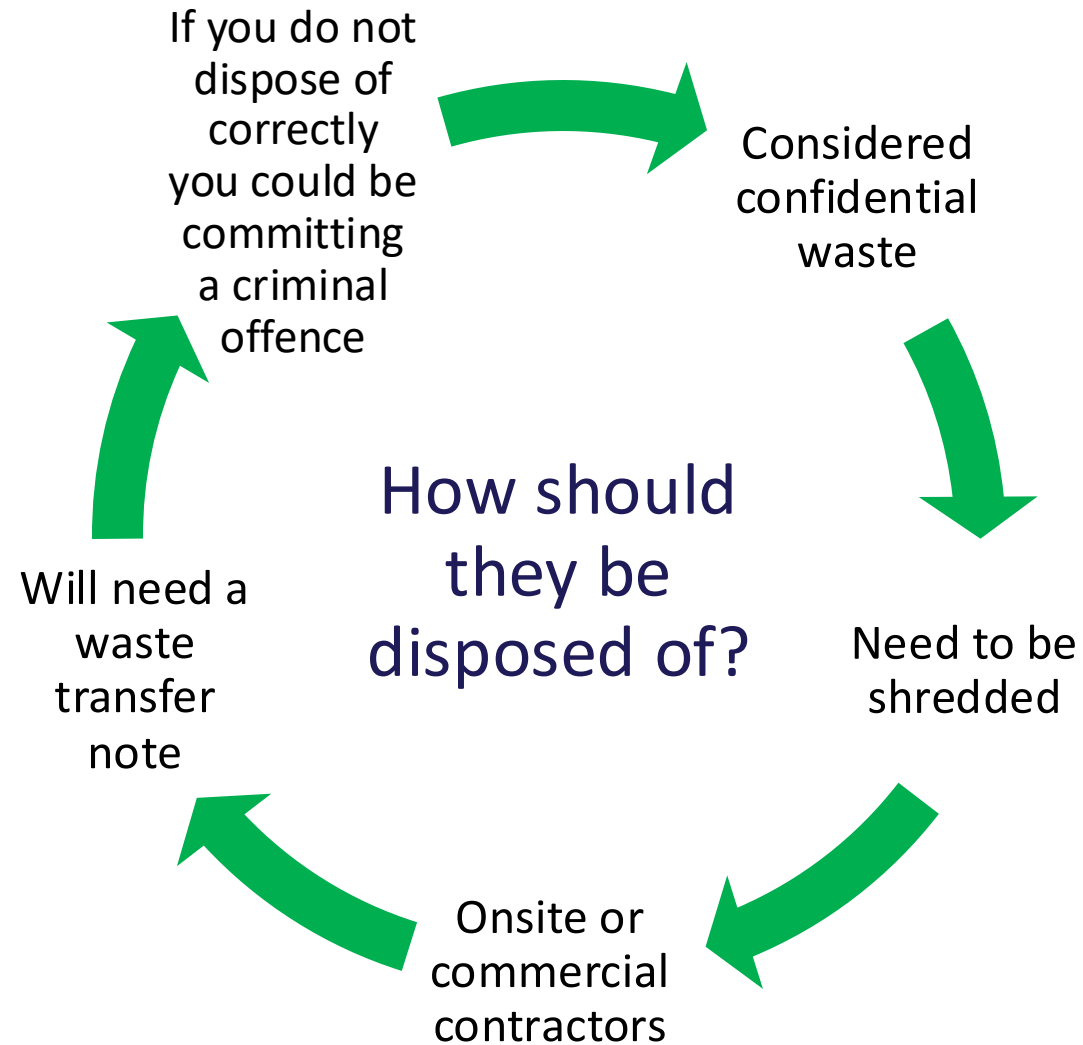 If you do not
dispose of
correctly
you could be
committing
a criminal
offence
Considered
confidential
waste
How should
they be
disposed of?
Will need a
waste
transfer
note
Need to be
shredded
Onsite or
commercial
contractors